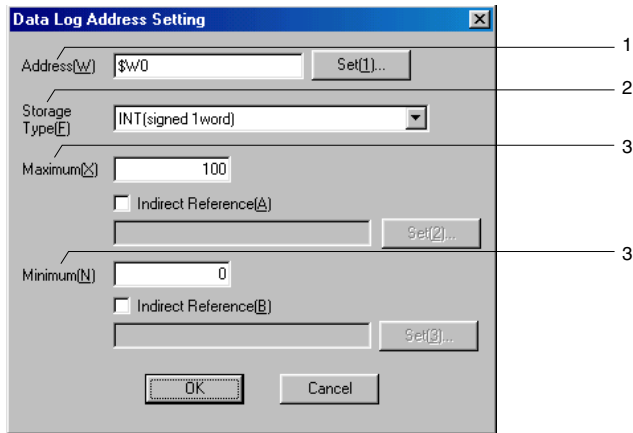 Data Log Address Setting
Address(W) $W0 Set(1)... 1
2
Storage
Type(F) INT(signed 1word)
3
Maximum(X) 100
Indirect Reference(A)
Set(2)...
3
Minimum(N) 0
Indirect Reference(B)
Set(3)...
OK Cancel